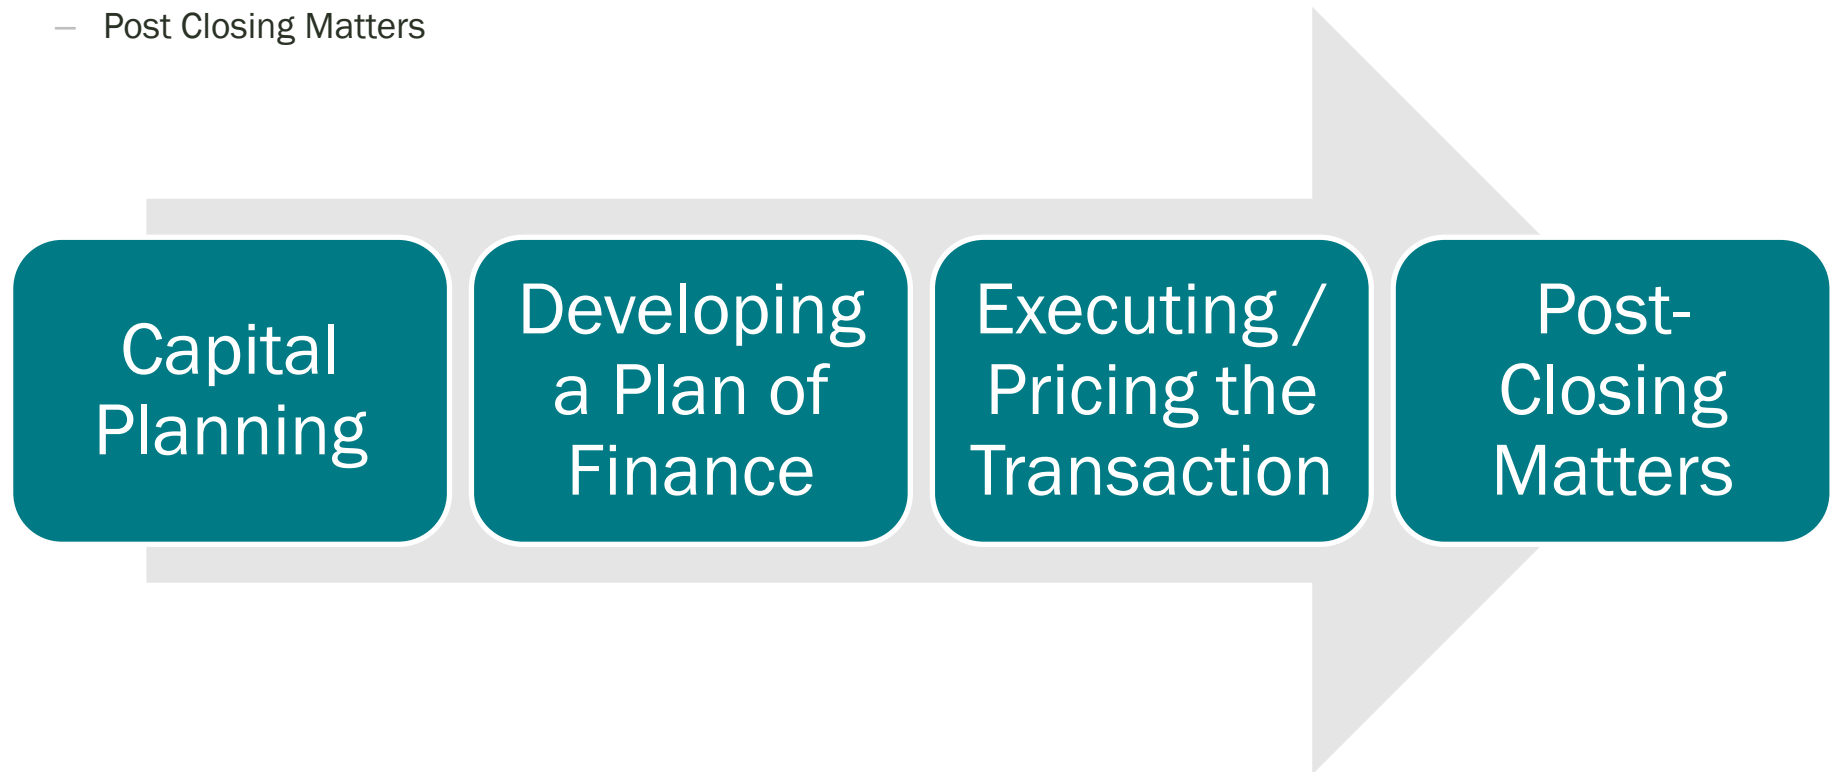 – Post Closing Matters
Capital
Planning
Developing
a Plan of
Finance
Executing /
Pricing the
Transaction
Post-
Closing
Matters